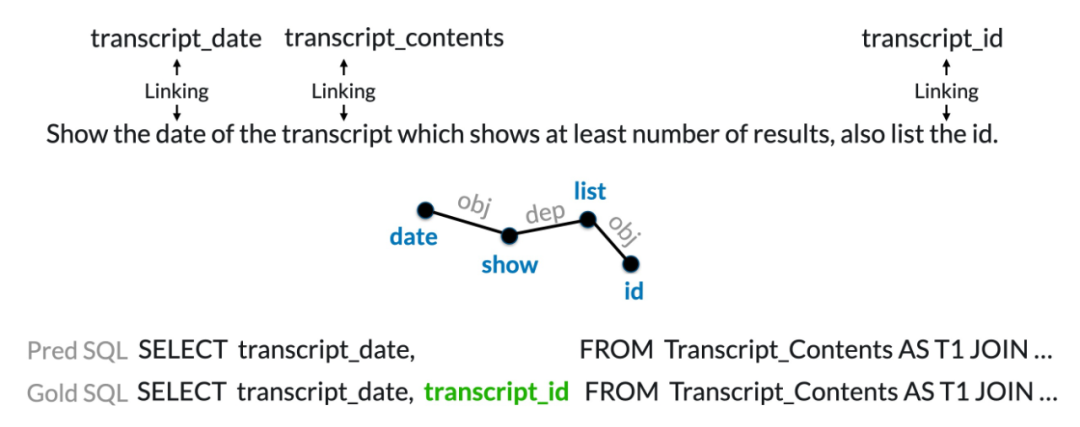 transcript_date transcript_contents transcript_id
Linking Linking Linking
Show the date of the transcript which shows at least number of results, also list the id.
list
obj dep obj
date
show
id
Pred SQL SELECT transcript_date, FROM Transcript_Contents AS T1 JOIN ...
Gold SQL SELECT transcript_date, transcript_id FROM Transcript_Contents AS T1 JOIN ...